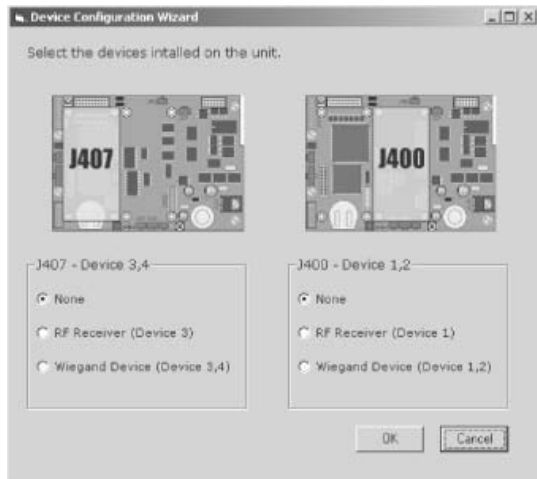 Device Configuration Wizard
Select the devices intalled on the unit.
J407
J400
J407 - Device 3,4
None
RF Receiver (Device 3)
Wiegand Device (Device 3,4)
J400 - Device 1,2
None
RF Receiver (Device 1)
Wiegand Device (Device 1,2)
OK
Cancel